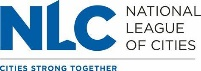 NLC NATIONAL
LEAGUE
OF CITIES
CITIES STRONG TOGETHER